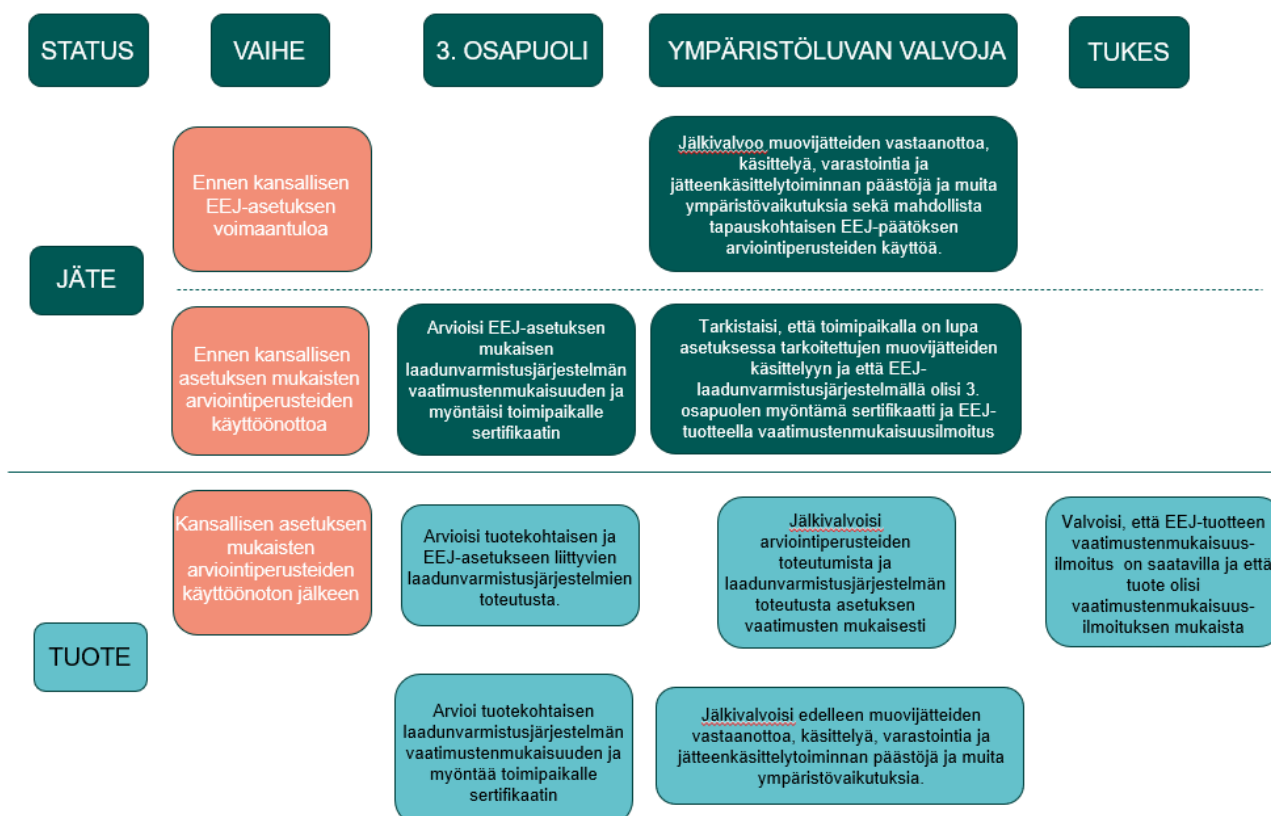 STATUS
VAIHE
3. OSAPUOLI
YMPÄRISTÖLUVAN VALVOJA
TUKES
JÄTE
Ennen kansallisen
EEJ-asetuksen
voimaantuloa
Jälkivalvoo muovijätteiden vastaanottoa,
käsittelyä, varastointia ja
jätteenkäsittelytoiminnan päästöjä ja muita
ympäristövaikutuksia sekä mahdollista
tapauskohtaisen EEJ-päätöksen
arviointiperusteiden käyttöä.
Ennen kansallisen
asetuksen mukaisten
arviointiperusteiden
käyttöönottoa
Arvioisi EEJ-asetuksen
mukaisen
laadunvarmistusjärjestelmän
vaatimustenmukaisuuden ja
myöntäisi toimipaikalle
sertifikaatin
Tarkistaisi, että toimipaikalla on lupa
asetuksessa tarkoitettujen muovijätteiden
käsittelyyn ja että EEJ-
laadunvarmistusjärjestelmällä olisi 3.
osapuolen myöntämä sertifikaatti ja EEJ-
tuotteella vaatimustenmukaisuusilmoitus
TUOTE
Kansallisen asetuksen
mukaisten
arviointiperusteiden
käyttöönoton jälkeen
Arvioisi tuotekohtaisen ja
EEJ-asetukseen liittyvien
laadunvarmistusjärjestelmien
toteutusta.
Jälkivalvoisi
arviointiperusteiden
toteutumista ja
laadunvarmistusjärjestelmän
toteutusta asetuksen
vaatimusten mukaisesti
Valvoisi, että EEJ-tuotteen
vaatimustenmukaisuus-
ilmoitus on saatavilla ja että
tuote olisi
vaatimustenmukaisuus-
ilmoituksen mukaista
Arvioi tuotekohtaisen
laadunvarmistusjärjestelmän
vaatimustenmukaisuuden ja
myöntää toimipaikalle
sertifikaatin
Jälkivalvoisi edelleen muovijätteiden
vastaanottoa, käsittelyä, varastointia ja
jätteenkäsittelytoiminnan päästöjä ja muita
ympäristövaikutuksia.